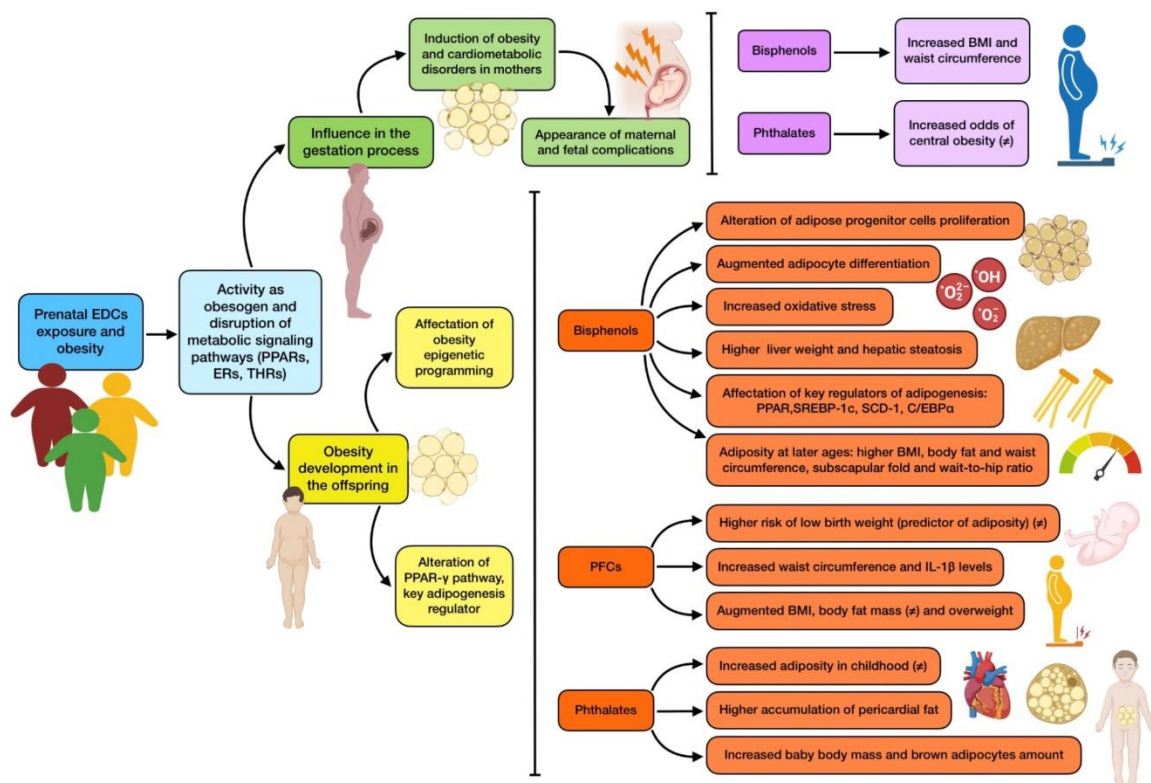 Prenatal EDCs
exposure and
obesity
Activity as
obesogen and
disruption of
metabolic signaling
pathways (PPARs,
ERs, THRs)
Influence in the
gestation process
Induction of obesity
and cardiometabolic
disorders in mothers
Appearance of maternal
and fetal complications
Bisphenols
Increased BMI and
waist circumference
Phthalates
Increased odds of
central obesity (≠)
Obesity
development in
the offspring
Affectation of
obesity
epigenetic
programming
Alteration of
PPAR-γ pathway,
key adipogenesis
regulator
Bisphenols
Alteration of adipose progenitor cells proliferation
Augmented adipocyte differentiation
Increased oxidative stress
˙OH
˙O₂²⁻
˙O₂⁻
Higher liver weight and hepatic steatosis
Affectation of key regulators of adipogenesis:
PPAR,SREBP-1c, SCD-1, C/EBPα
Adiposity at later ages: higher BMI, body fat and waist
circumference, subscapular fold and wait-to-hip ratio
PFCs
Higher risk of low birth weight (predictor of adiposity) (≠)
Increased waist circumference and IL-1β levels
Augmented BMI, body fat mass (≠) and overweight
Phthalates
Increased adiposity in childhood (≠)
Higher accumulation of pericardial fat
Increased baby body mass and brown adipocytes amount